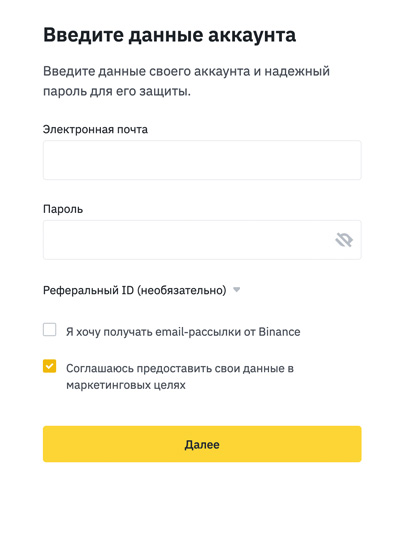 Введите данные аккаунта
Введите данные своего аккаунта и надежный
пароль для его защиты.
Электронная почта
Пароль
Реферальный ID (необязательно)
Я хочу получать email-рассылки от Binance
Соглашаюсь предоставить свои данные в
маркетинговых целях
Далее